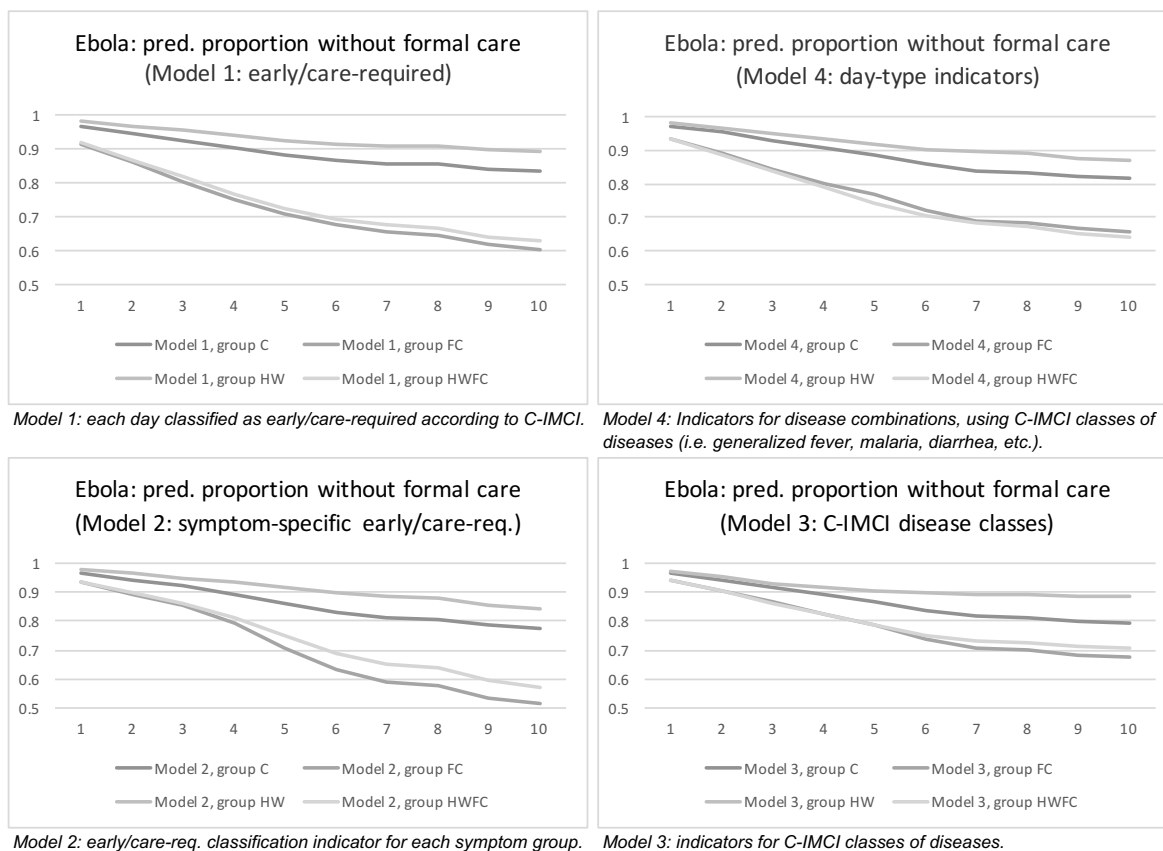 Ebola: pred. proportion without formal care
(Model 1: early/care-required)
1
0.9
0.8
0.7
0.6
0.5
1 2 3 4 5 6 7 8 9 10
Model 1, group C Model 1, group FC
Model 1, group HW Model 1, group HWFC
Model 1: each day classified as early/care-required according to C-IMCI.
Ebola: pred. proportion without formal care
(Model 4: day-type indicators)
1
0.9
0.8
0.7
0.6
0.5
1 2 3 4 5 6 7 8 9 10
Model 4, group C Model 4, group FC
Model 4, group HW Model 4, group HWFC
Model 4: Indicators for disease combinations, using C-IMCI classes of
diseases (i.e. generalized fever, malaria, diarrhea, etc.).
Ebola: pred. proportion without formal care
(Model 2: symptom-specific early/care-req.)
1
0.9
0.8
0.7
0.6
0.5
1 2 3 4 5 6 7 8 9 10
Model 2, group C Model 2, group FC
Model 2, group HW Model 2, group HWFC
Model 2: early/care-req. classification indicator for each symptom group.
Ebola: pred. proportion without formal care
(Model 3: C-IMCI disease classes)
1
0.9
0.8
0.7
0.6
0.5
1 2 3 4 5 6 7 8 9 10
Model 3, group C Model 3, group FC
Model 3, group HW Model 3, group HWFC
Model 3: indicators for C-IMCI classes of diseases.